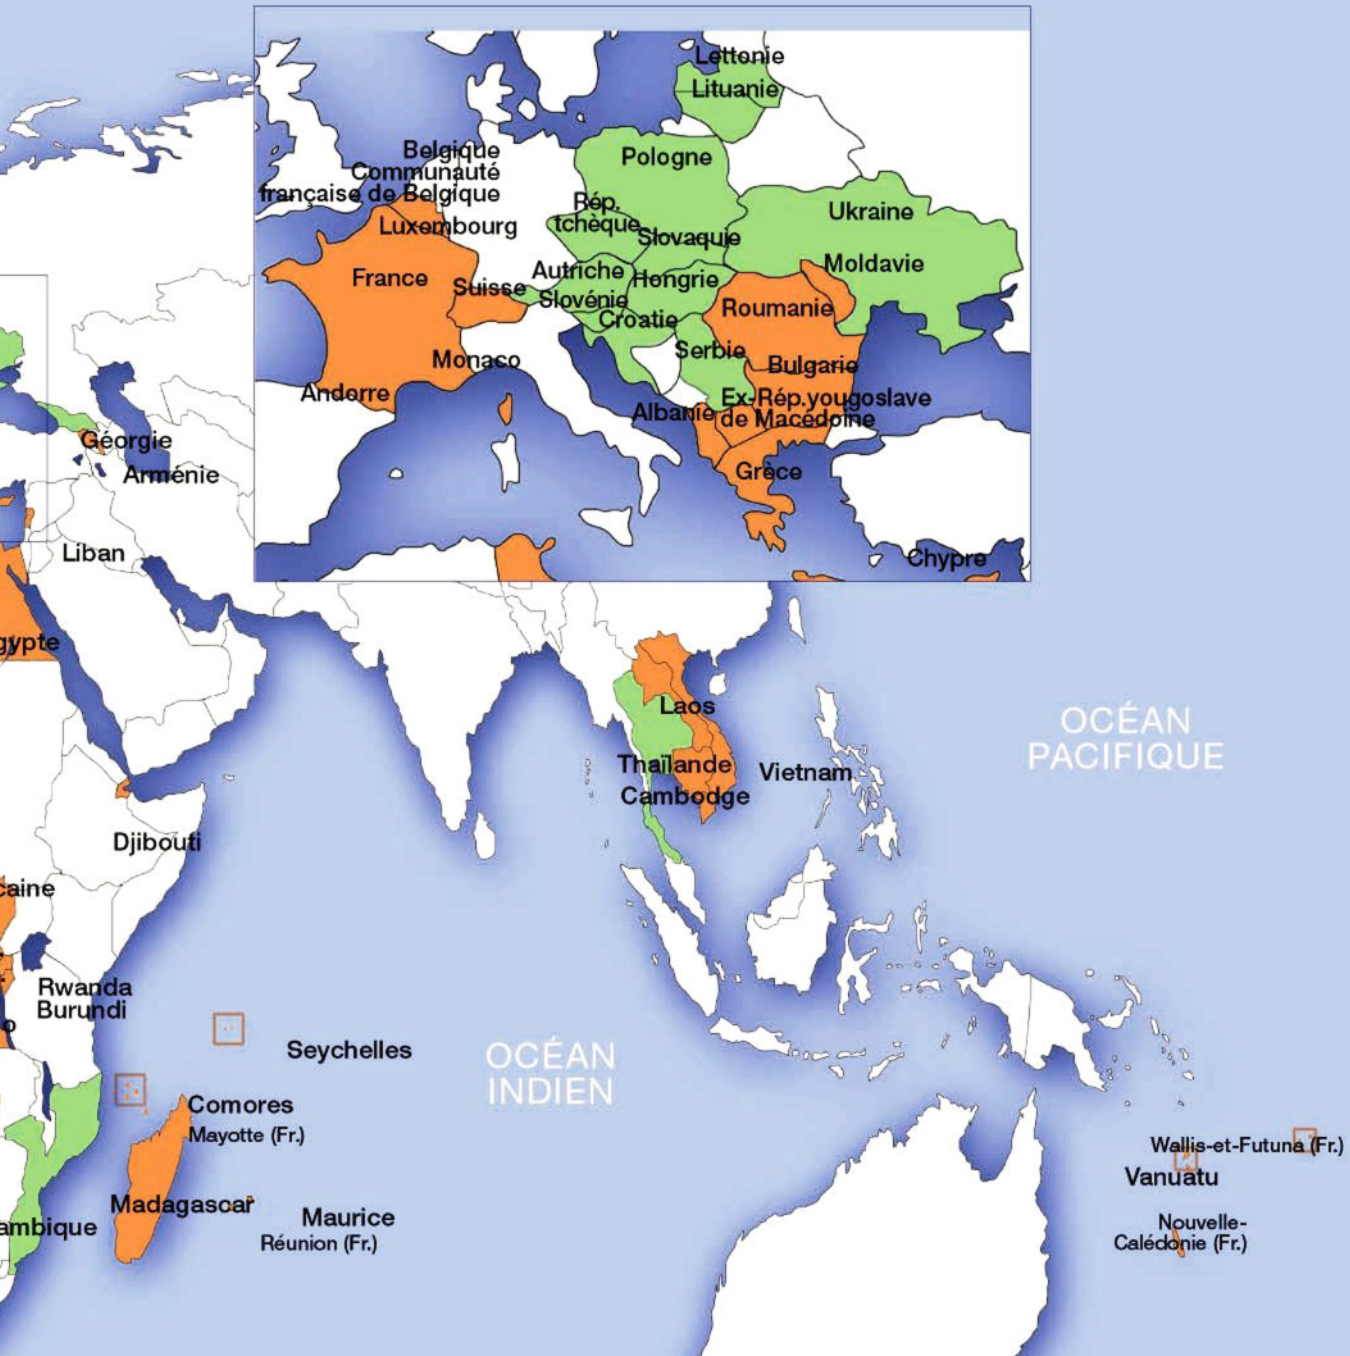 Lettonie
Lituanie
Belgique
Communauté
française de Belgique
Pologne
Rép.
tchèque
Ukraine
Luxembourg
Slovaquie
France
Autriche
Moldavie
Suisse
Hongrie
Slovénie
Roumanie
Croatie
Monaco
Serbie
Bulgarie
Andorre
Ex-Rép.yougoslave
de Macédoine
Albanie
Grèce
Chypre
Géorgie
Arménie
Liban
gypte
Laos
Thaïlande
Vietnam
Cambodge
OCÉAN
PACIFIQUE
Djibouti
caine
Rwanda
Burundi
o
Seychelles
OCÉAN
INDIEN
Comores
Mayotte (Fr.)
Wallis-et-Futuna (Fr.)
Vanuatu
Madagascar
Maurice
Réunion (Fr.)
ambique
Nouvelle-
Calédonie (Fr.)